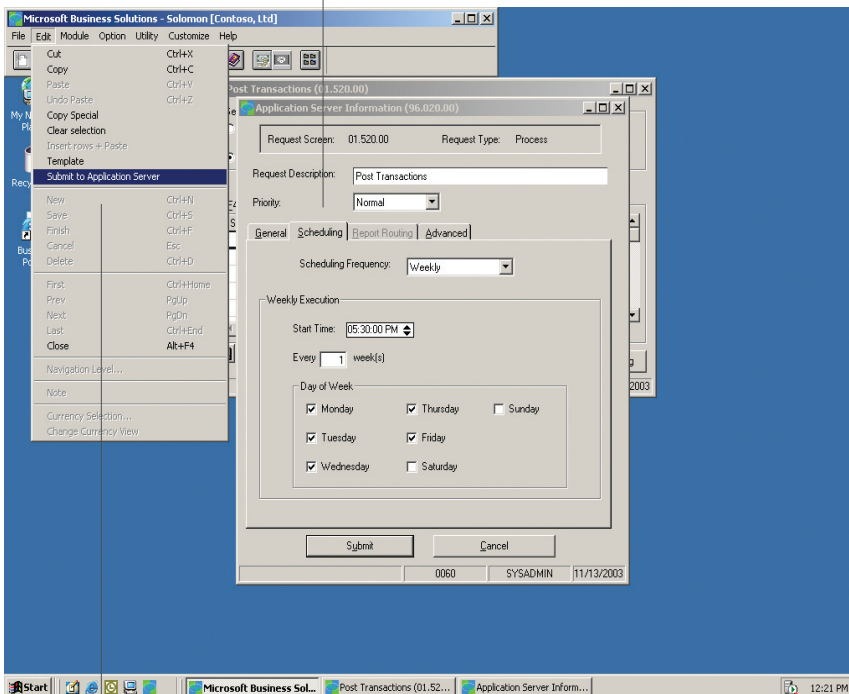 Microsoft Business Solutions - Solomon [Contoso, Ltd]
File Edit Module Option Utility Customize Help
Cut Ctrl+X
Copy Ctrl+C
Paste Ctrl+V
Undo Paste Ctrl+Z
Copy Special
Clear selection
Insert rows + Paste
Template
Submit to Application Server
New Ctrl+N
Save Ctrl+S
Finish Ctrl+F
Cancel Esc
Delete Ctrl+D
First Ctrl+Home
Prev PgUp
Next PgDn
Last Ctrl+End
Close Alt+F4
Navigation Level...
Note
Currency Selection...
Change Currency View
My N
Pl
Recy
Bus
Po
Post Transactions (01.520.00)
2003
Application Server Information (96.020.00)
Request Screen: 01.520.00 Request Type: Process
Request Description: Post Transactions
Priority: Normal
General Scheduling Report Routing Advanced
Scheduling Frequency: Weekly
Weekly Execution
Start Time: 05:30:00 PM
Every 1 week(s)
Day of Week
Monday Thursday Sunday
Tuesday Friday
Wednesday Saturday
Submit Cancel
0060 SYSADMIN 11/13/2003
Start Microsoft Business Sol... Post Transactions (01.52... Application Server Inform... 12:21 PM